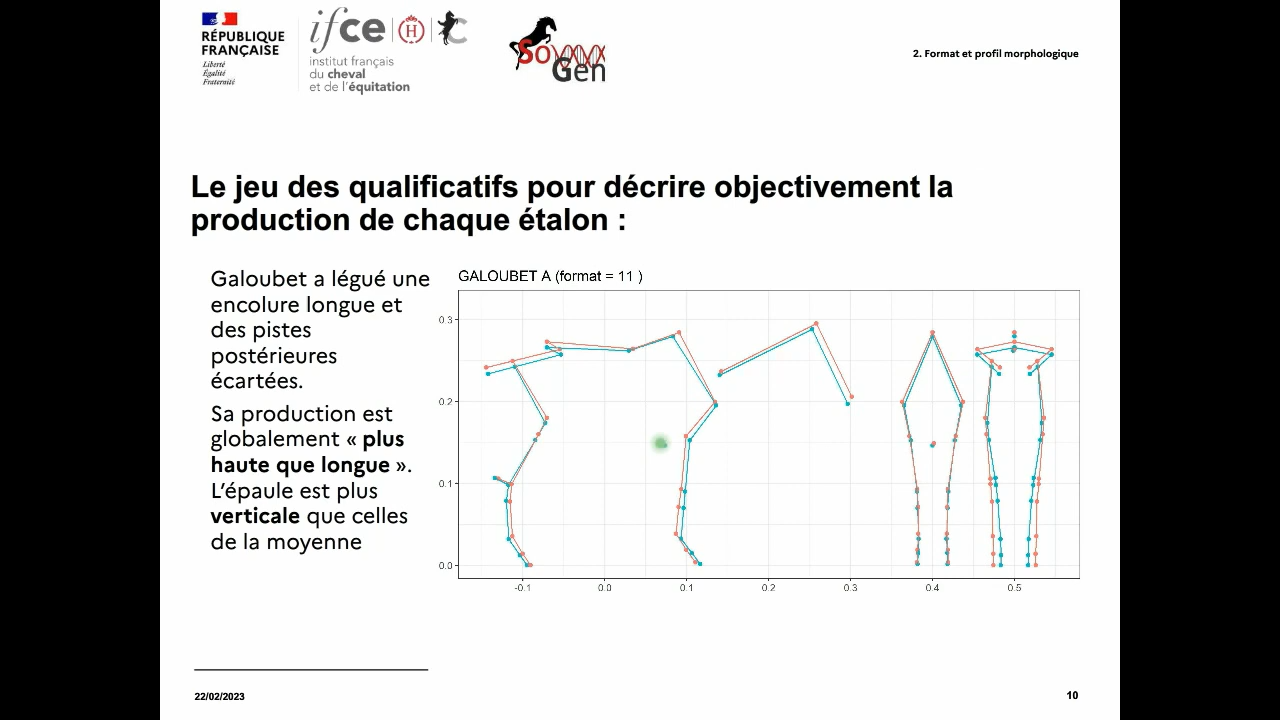 RÉPUBLIQUE
FRANÇAISE
Liberté
Égalité
Fraternité
ifce
H
institut français
du cheval
et de l'équitation
SoMMMM
Gen
2. Format et profil morphologique
Le jeu des qualificatifs pour décrire objectivement la
production de chaque étalon :
Galoubet a légué une
encolure longue et
des pistes
postérieures
écartées.
Sa production est
globalement « plus
haute que longue ».
L'épaule est plus
verticale que celles
de la moyenne
GALOUBET A (format = 11 )
0.3
0.2
0.1
0.0
-0.1 0.0 0.1 0.2 0.3 0.4 0.5
22/02/2023
10